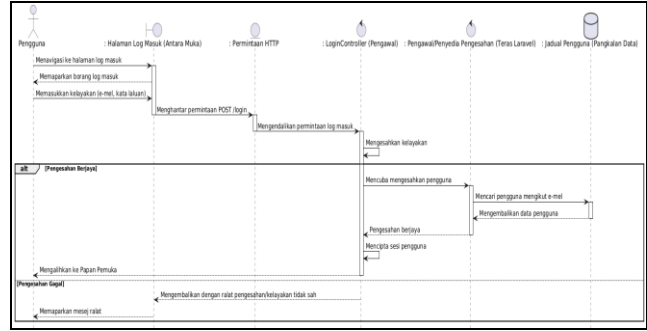 Pengguna
: Halaman Log Masuk (Antara Muka)
: Permintaan HTTP
: LoginController (Pengawal)
: Pengawal/Penyedia Pengesahan (Teras Laravel)
: Jadual Pengguna (Pangkalan Data)
Menavigasi ke halaman log masuk
Memaparkan borang log masuk
Memasukkan kelayakan (e-mel, kata laluan)
Menghantar permintaan POST /login
Mengendalikan permintaan log masuk
Mengesahkan kelayakan
alt
[Pengesahan Berjaya]
Mencuba mengesahkan pengguna
Mencari pengguna mengikut e-mel
Mengembalikan data pengguna
Pengesahan berjaya
Mencipta sesi pengguna
Mengalihkan ke Papan Pemuka
[Pengesahan Gagal]
Mengembalikan dengan ralat pengesahan/kelayakan tidak sah
Memaparkan mesej ralat